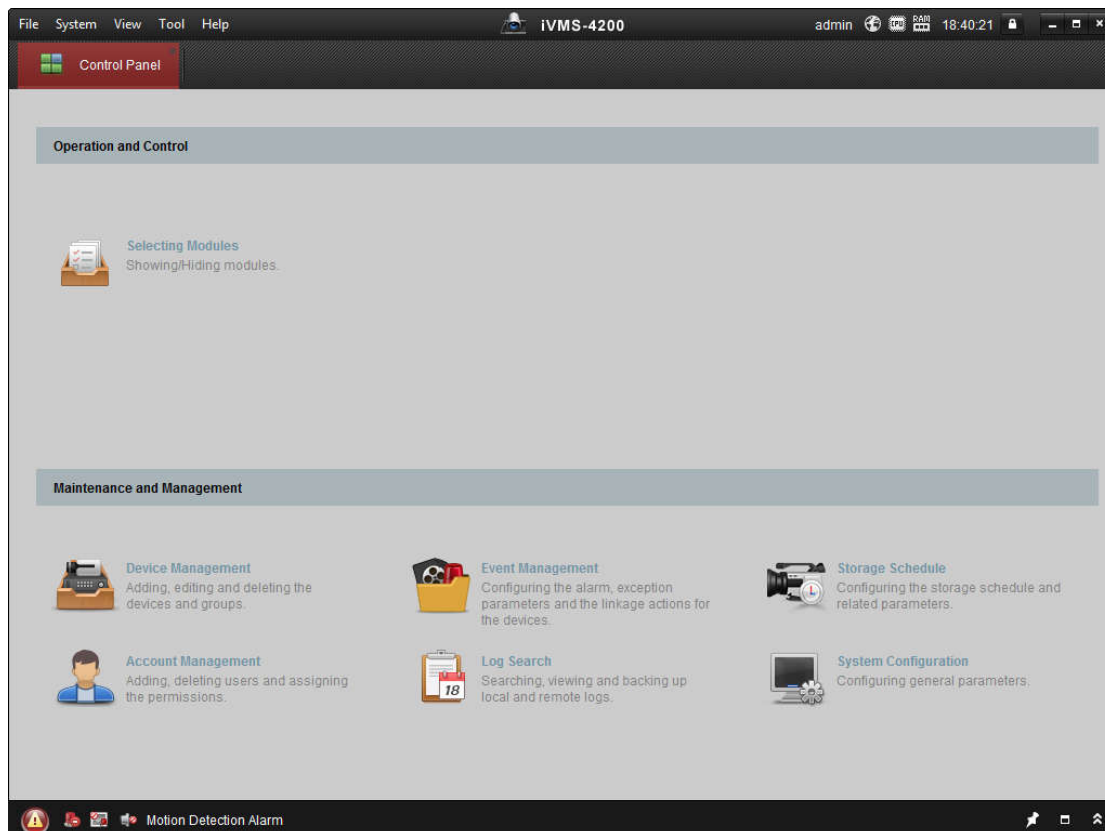 File System View Tool Help iVMS-4200 admin CPU RAM 18:40:21
Control Panel
Operation and Control
Selecting Modules
Showing/Hiding modules.
Maintenance and Management
Device Management
Adding, editing and deleting the
devices and groups.
Event Management
Configuring the alarm, exception
parameters and the linkage actions for
the devices.
Storage Schedule
Configuring the storage schedule and
related parameters.
Account Management
Adding, deleting users and assigning
the permissions.
18
Log Search
Searching, viewing and backing up
local and remote logs.
System Configuration
Configuring general parameters.
Motion Detection Alarm